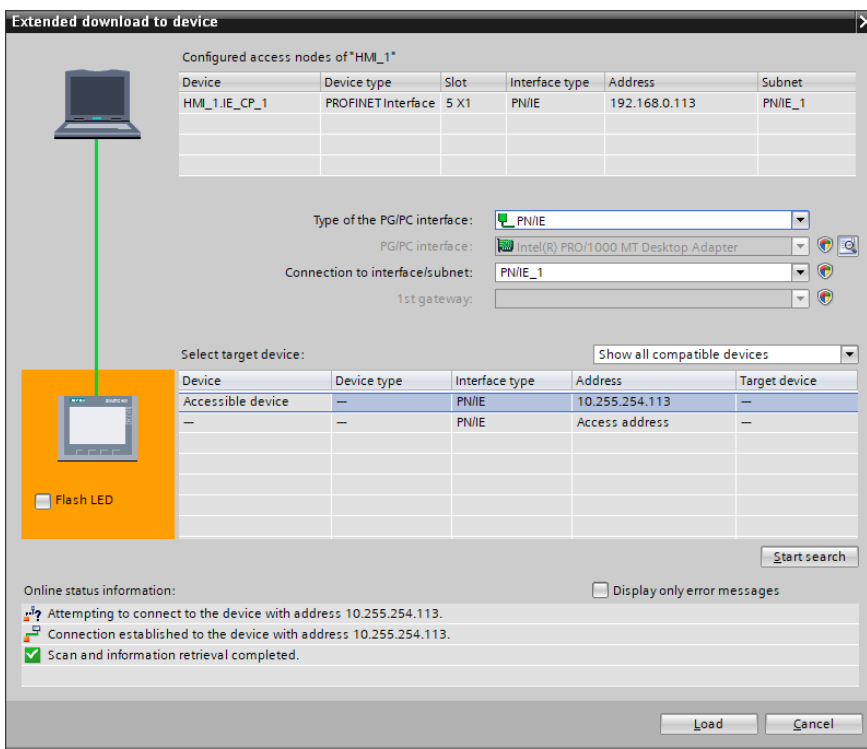 Extended download to device
Configured access nodes of "HMI_1"
Device Device type Slot Interface type Address Subnet
HMI_1.IE_CP_1 PROFINET Interface 5 X1 PN/IE 192.168.0.113 PN/IE_1
Type of the PG/PC interface: PN/IE
PG/PC interface: Intel(R) PRO/1000 MT Desktop Adapter
Connection to interface/subnet: PN/IE_1
1st gateway:
Select target device: Show all compatible devices
Device Device type Interface type Address Target device
Accessible device — PN/IE 10.255.254.113 —
— — PN/IE Access address —
Flash LED
Start search
Online status information: Display only error messages
Attempting to connect to the device with address 10.255.254.113.
Connection established to the device with address 10.255.254.113.
Scan and information retrieval completed.
Load Cancel